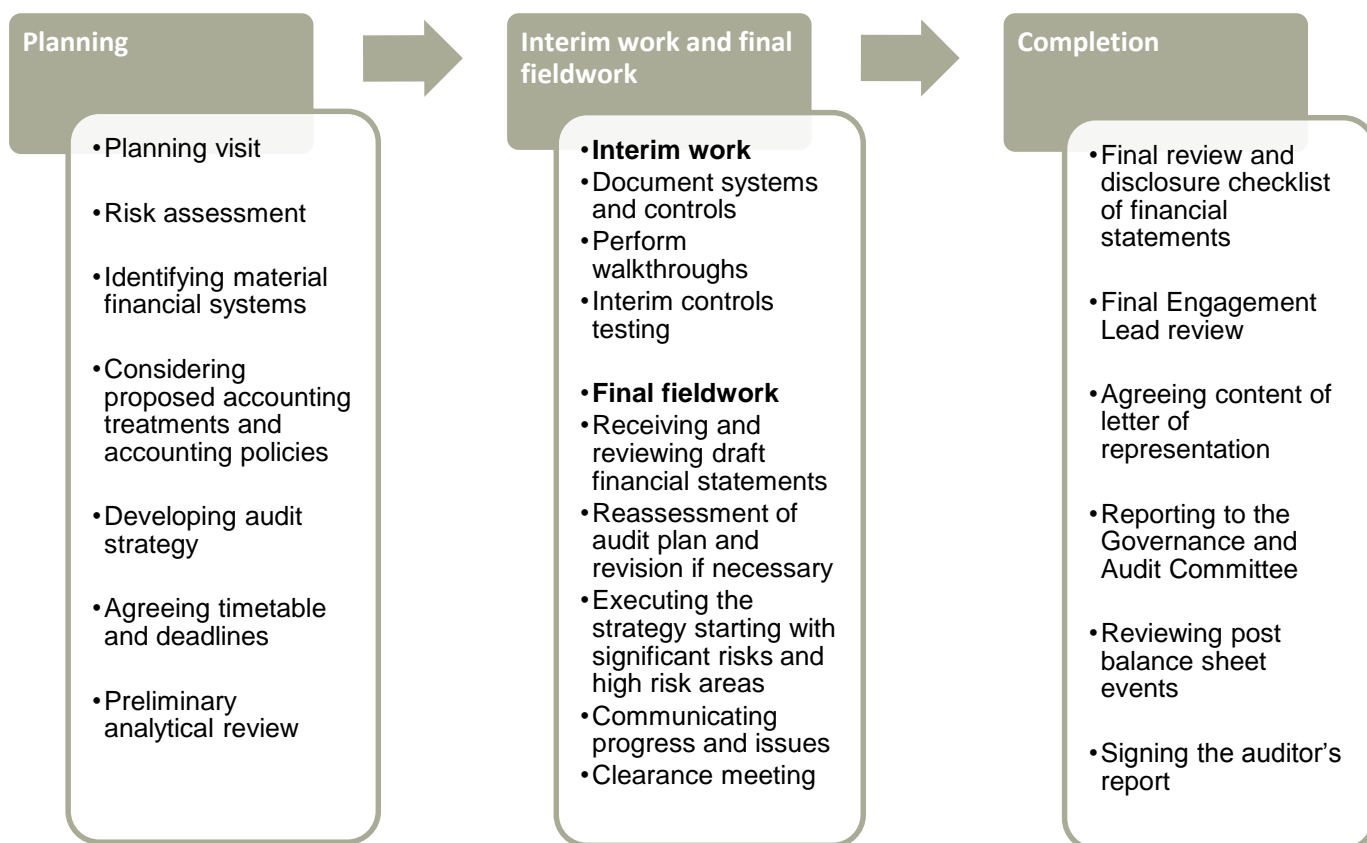 Planning
•Planning visit
•Risk assessment
•Identifying material
financial systems
•Considering
proposed accounting
treatments and
accounting policies
•Developing audit
strategy
•Agreeing timetable
and deadlines
•Preliminary
analytical review
Interim work and final
fieldwork
•Interim work
•Document systems
and controls
•Perform
walkthroughs
•Interim controls
testing
•Final fieldwork
•Receiving and
reviewing draft
financial statements
•Reassessment of
audit plan and
revision if necessary
•Executing the
strategy starting with
significant risks and
high risk areas
•Communicating
progress and issues
•Clearance meeting
Completion
•Final review and
disclosure checklist
of financial
statements
•Final Engagement
Lead review
•Agreeing content of
letter of
representation
•Reporting to the
Governance and
Audit Committee
•Reviewing post
balance sheet
events
•Signing the auditor’s
report